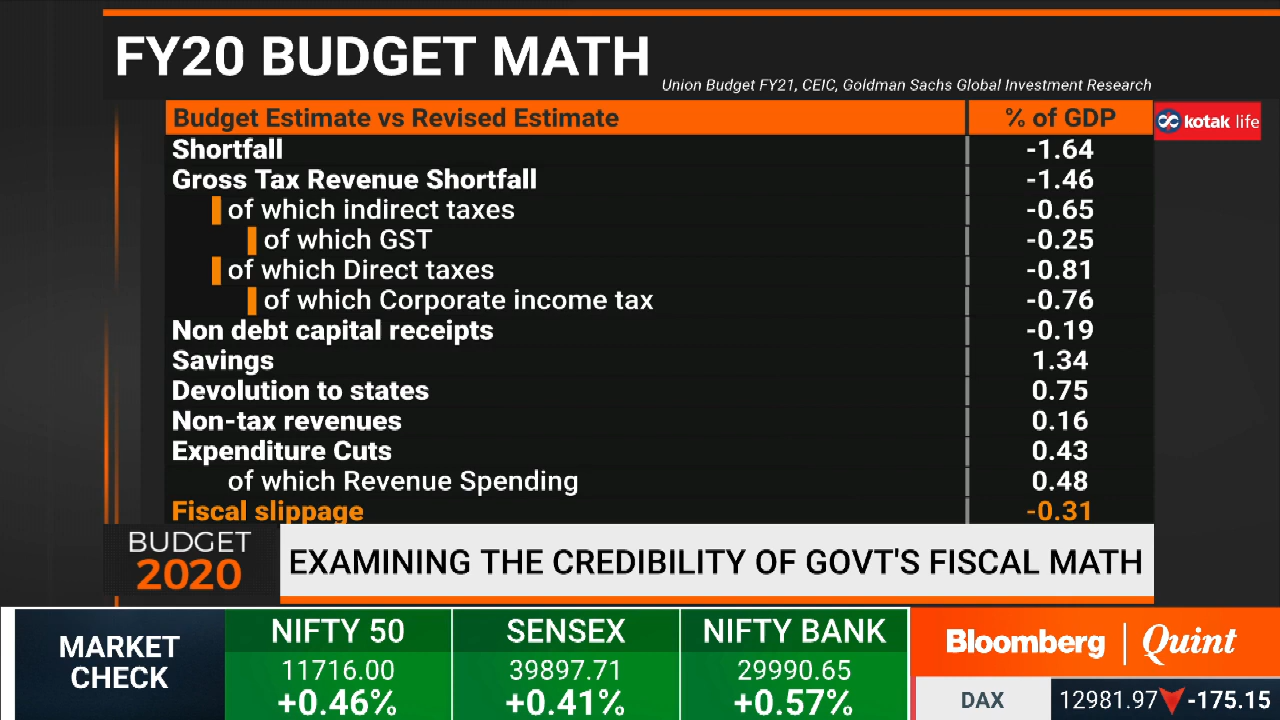 FY20 BUDGET MATH
Union Budget FY21, CEIC, Goldman Sachs Global Investment Research
Budget Estimate vs Revised Estimate % of GDP
kotak life
Shortfall -1.64
Gross Tax Revenue Shortfall -1.46
of which indirect taxes -0.65
of which GST -0.25
of which Direct taxes -0.81
of which Corporate income tax -0.76
Non debt capital receipts -0.19
Savings 1.34
Devolution to states 0.75
Non-tax revenues 0.16
Expenditure Cuts 0.43
of which Revenue Spending 0.48
Fiscal slippage -0.31
BUDGET
2020
EXAMINING THE CREDIBILITY OF GOVT'S FISCAL MATH
MARKET
CHECK
NIFTY 50
11716.00
+0.46%
SENSEX
39897.71
+0.41%
NIFTY BANK
29990.65
+0.57%
Bloomberg | Quint
DAX 12981.97 -175.15